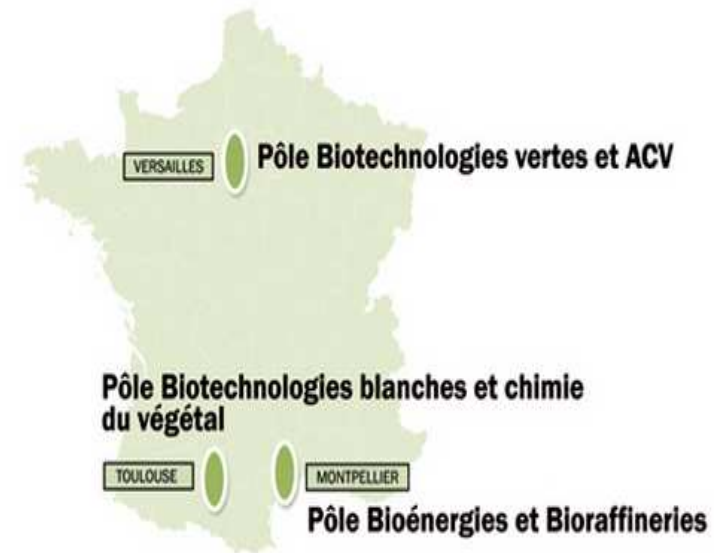 VERSAILLES
Pôle Biotechnologies vertes et ACV
Pôle Biotechnologies blanches et chimie
du végétal
TOULOUSE
MONTPELLIER
Pôle Bioénergies et Bioraffineries